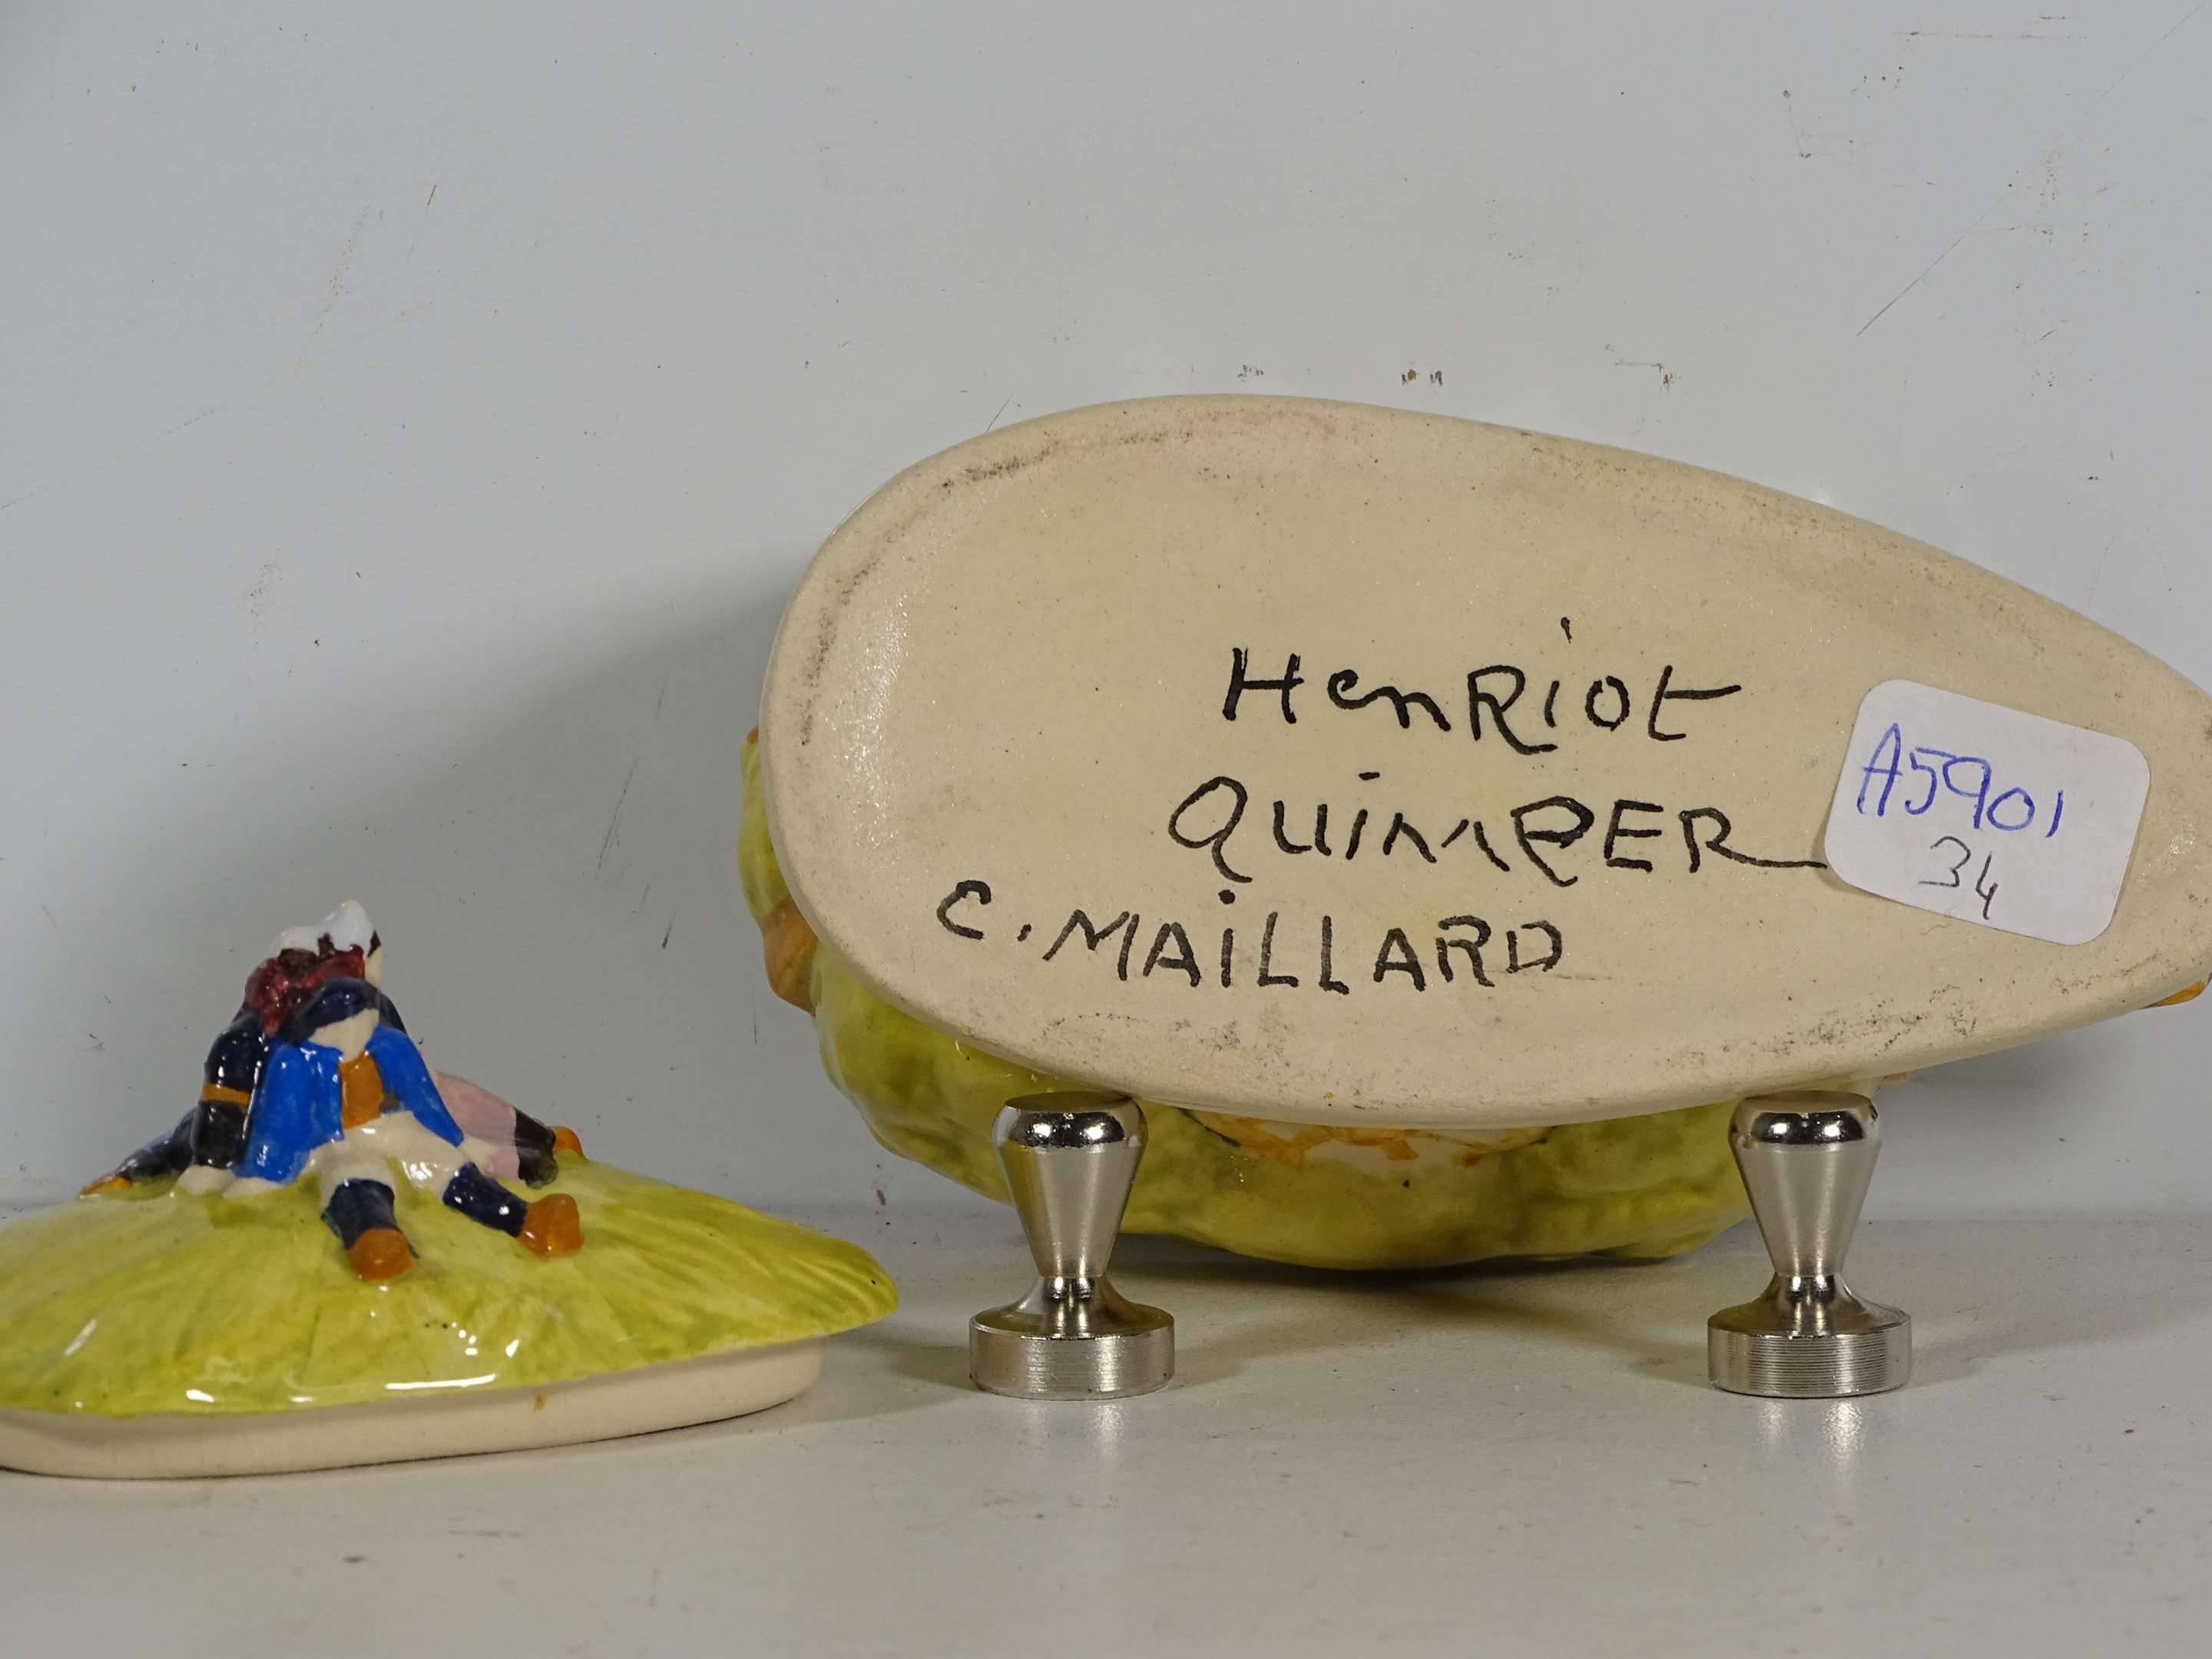 HenRiot
QuimPER
C. MAiLLARD
A5901
34